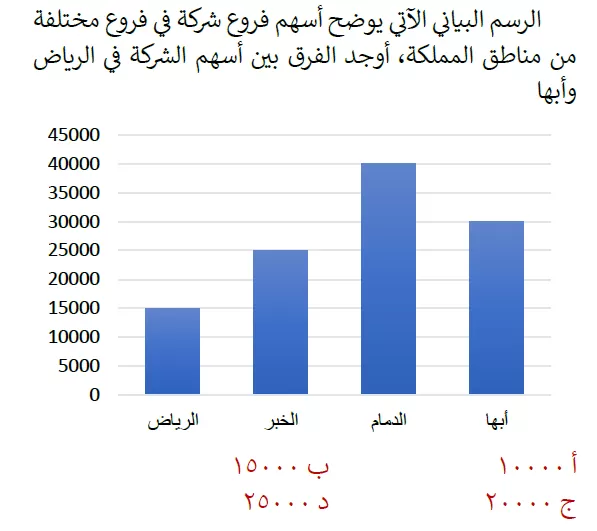 الرسم البياني الآتي يوضح أسهم فروع شركة في فروع مختلفة
من مناطق المملكة، أوجد الفرق بين أسهم الشركة في الرياض
وأبها
45000
40000
35000
30000
25000
20000
15000
10000
5000
0
أبها الدمام الخبر الرياض
أ ١٠٠٠٠ ب ١٥٠٠٠
ج ٢٠٠٠٠ د ٢٥٠٠٠